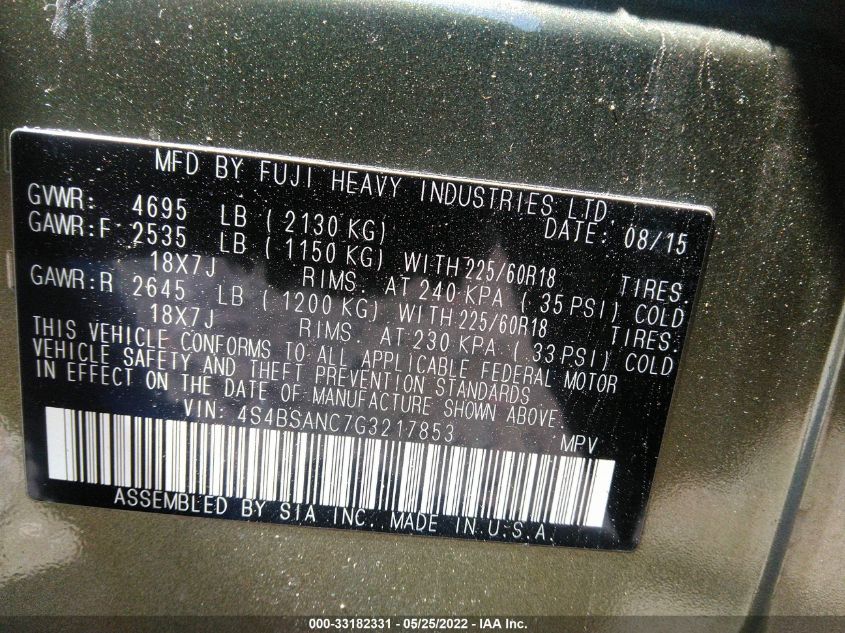 MFD BY FUJI HEAVY INDUSTRIES LTD.
GVWR: 4695 LB ( 2130 KG) DATE: 08/15
GAWR:F 2535 LB ( 1150 KG) WITH 225/60R18 TIRES.
18X7J RIMS. AT 240 KPA ( 35 PSI) COLD
GAWR:R 2645 LB ( 1200 KG) WITH 225/60R18 TIRES.
18X7J RIMS. AT 230 KPA ( 33 PSI) COLD
THIS VEHICLE CONFORMS TO ALL APPLICABLE FEDERAL MOTOR
VEHICLE SAFETY AND THEFT PREVENTION STANDARDS
IN EFFECT ON THE DATE OF MANUFACTURE SHOWN ABOVE.
VIN: 4S4BSANC7G3217853 MPV
ASSEMBLED BY SIA INC. MADE IN U.S.A.
000-33182331 - 05/25/2022 - IAA Inc.